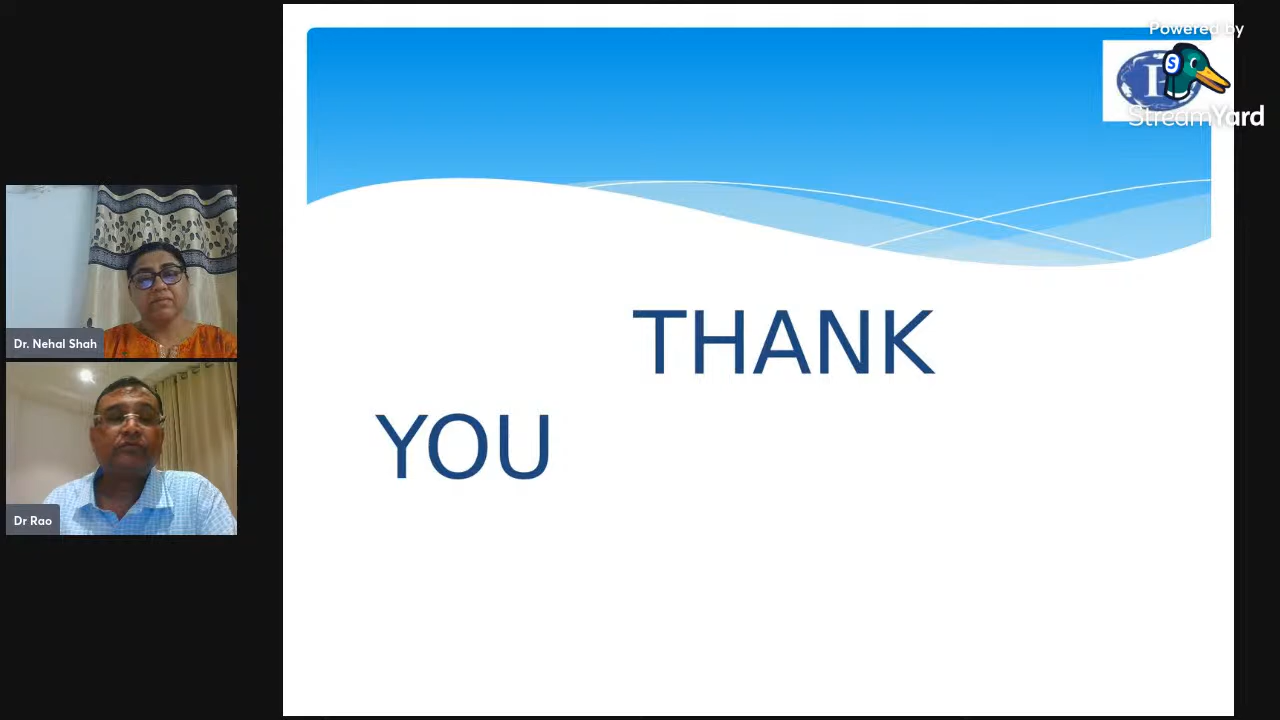 Powered by
StreamYard
THANK
YOU
Dr. Nehal Shah
Dr Rao